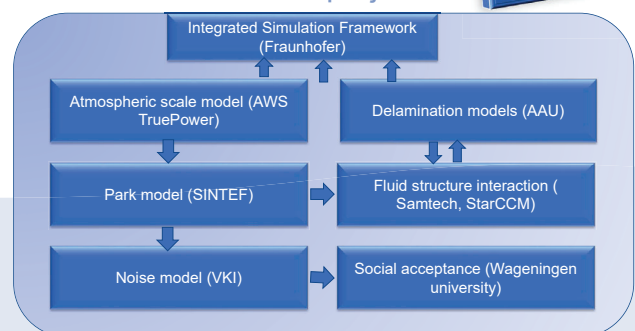 Integrated Simulation Framework
(Fraunhofer)
Atmospheric scale model (AWS
TruePower)
Delamination models (AAU)
Park model (SINTEF)
Fluid structure interaction (
Samtech, StarCCM)
Noise model (VKI)
Social acceptance (Wageningen
university)